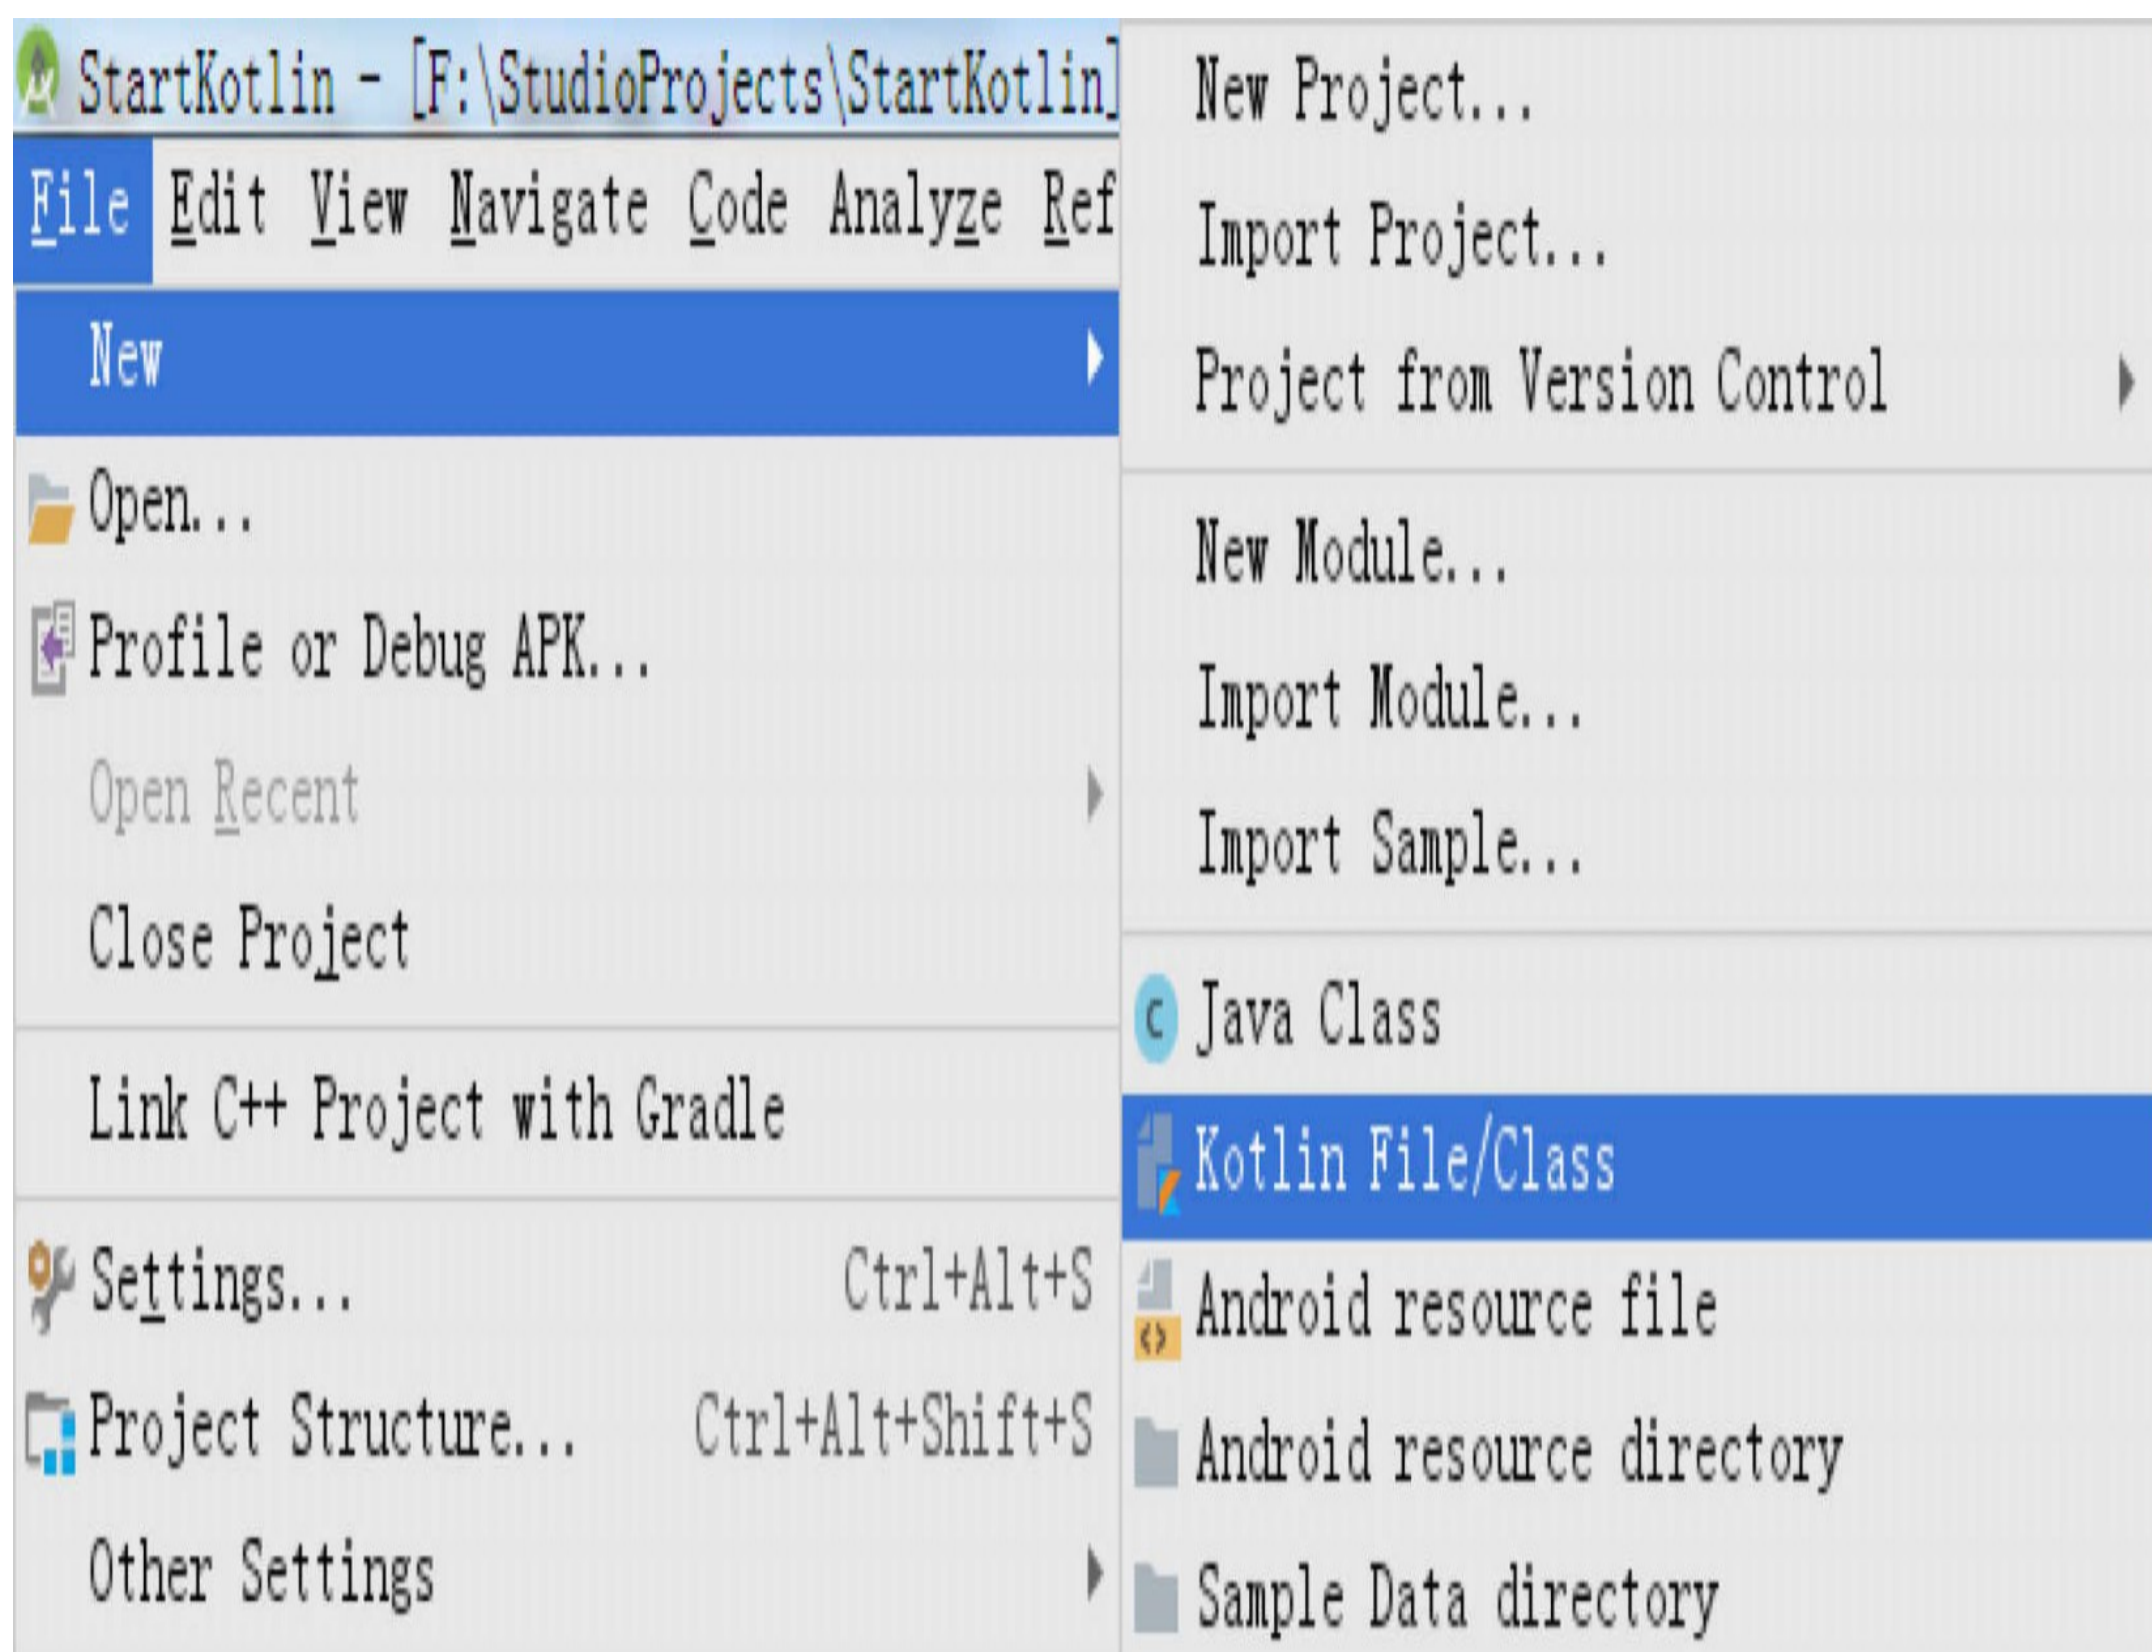 StartKotlin - [F:\StudioProjects\StartKotlin]
File Edit View Navigate Code Analyze Ref
New
Open...
Profile or Debug APK...
Open Recent
Close Project
Link C++ Project with Gradle
Settings... Ctrl+Alt+S
Project Structure... Ctrl+Alt+Shift+S
Other Settings
New Project...
Import Project...
Project from Version Control
New Module...
Import Module...
Import Sample...
C Java Class
Kotlin File/Class
<> Android resource file
Android resource directory
Sample Data directory